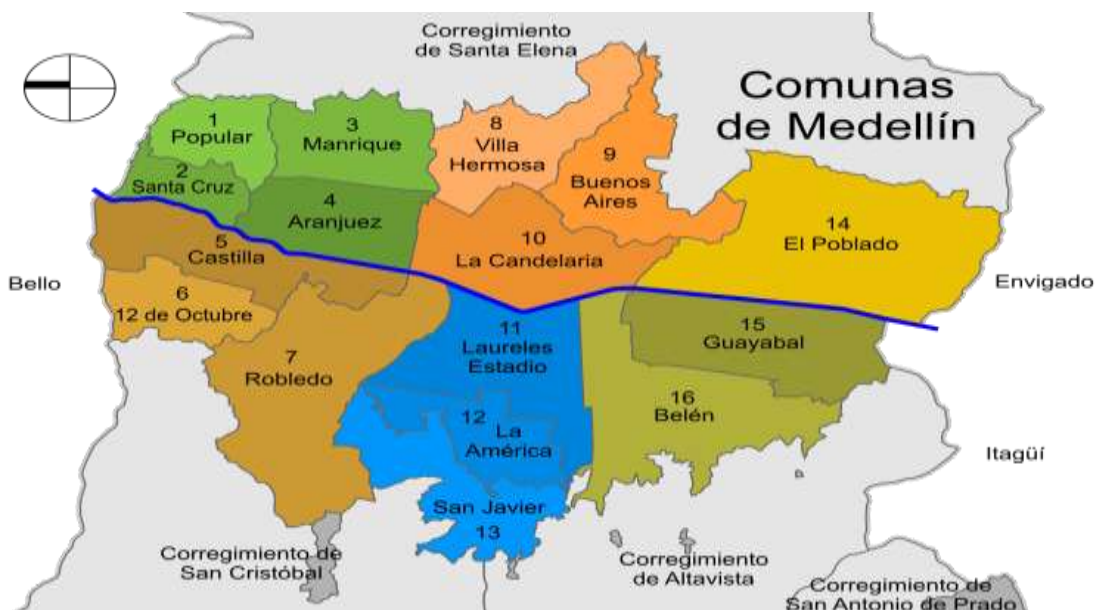 Corregimiento
de Santa Elena
Comunas
de Medellín
1
Popular
3
Manrique
8
Villa
Hermosa
9
Buenos
Aires
2
Santa Cruz
4
Aranjuez
14
El Poblado
5
Castilla
10
La Candelaria
Bello
Envigado
6
12 de Octubre
7
Robledo
11
Laureles
Estadio
15
Guayabal
16
Belén
12
La
América
Itagüí
San Javier
13
Corregimiento de
San Cristóbal
Corregimiento
de Altavista
Corregimiento de
San Antonio de Prado